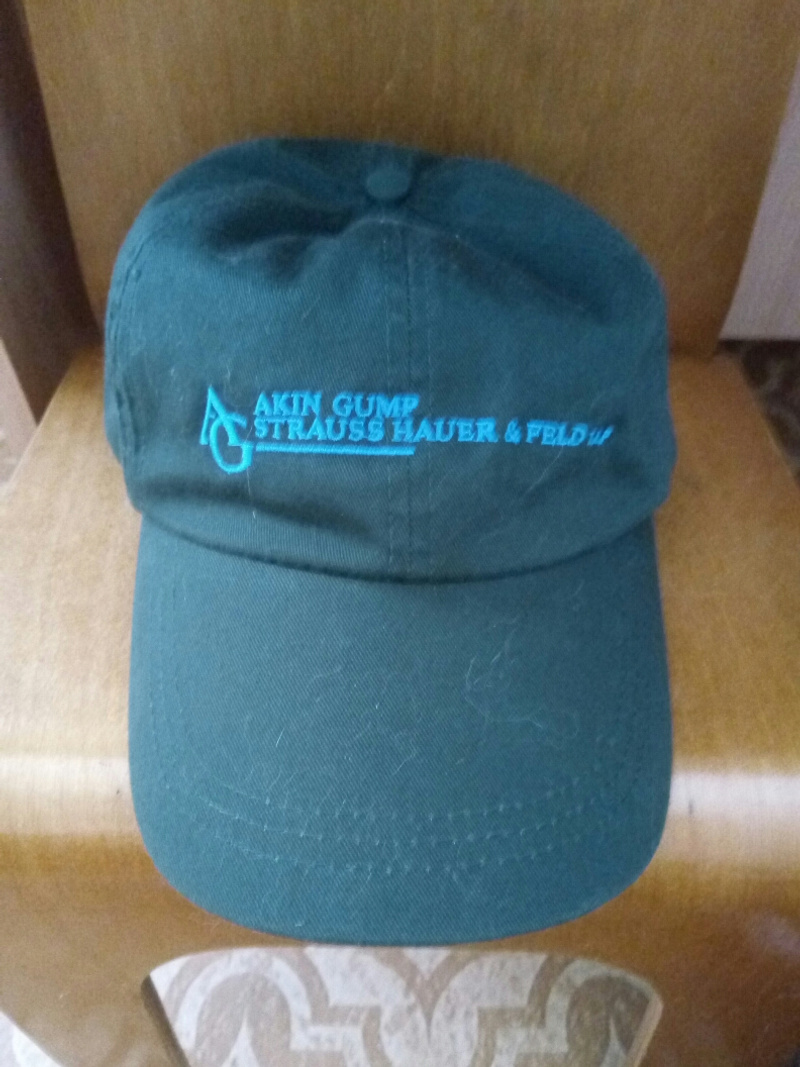 AG
AKIN GUMP
STRAUSS HAUER & FELD LLP